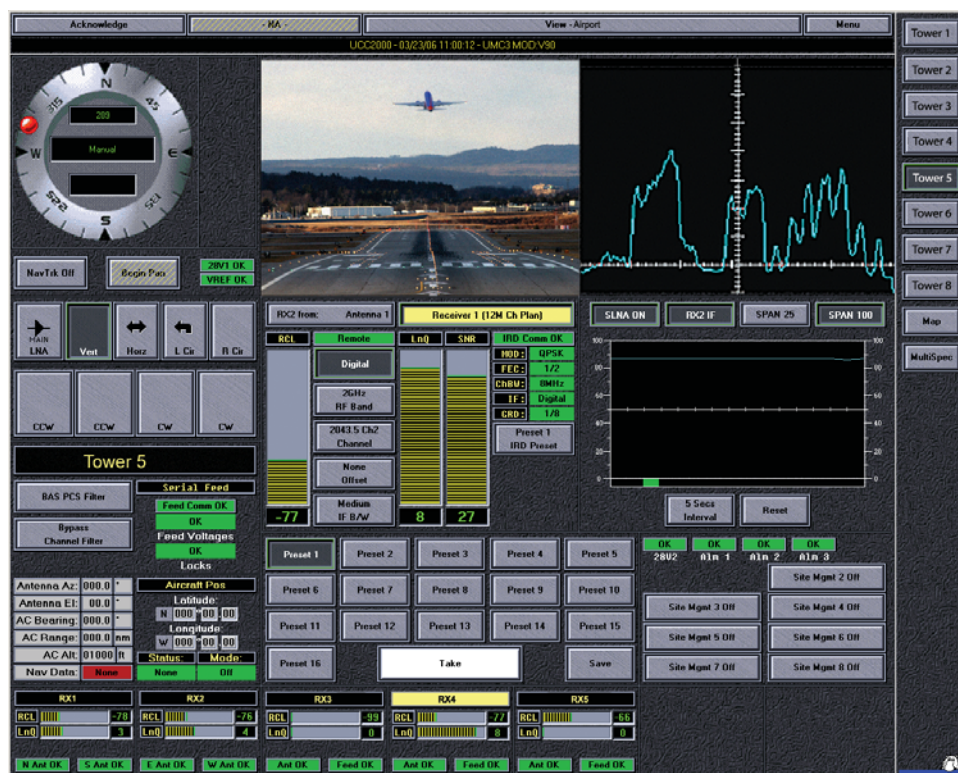 Acknowledge
- HA -
View - Airport
Menu
UCC2000 - 03/23/06 11:00:12 - UMC3 MOD:V90
Tower 1
Tower 2
Tower 3
Tower 4
Tower 5
Tower 6
Tower 7
Tower 8
Map
MultiSpec
N
45
E
135
S
225
W
315
289
Manual
NavTrk Off
Begin Pan
28V1 OK
VREF OK
MAIN
LNA
Vert
Horz
L Cir
R Cir
CCW
CCW
CW
CW
Tower 5
BAS PCS Filter
Bypass
Channel Filter
Serial Feed
Feed Comm OK
OK
Feed Voltages
OK
Locks
Antenna Az: 000.0 °
Antenna El: 00.0 °
AC Bearing: 000.0 °
AC Range: 000.0 nm
AC Alt: 01000 ft
Nav Data: None
Aircraft Pos
Latitude:
N 000 °00 .00
Longitude:
W 000 °00 .00
Status: Mode:
None Off
RX2 from: Antenna 1
Receiver 1 (12M Ch Plan)
RCL
Remote
LnQ
SNR
IRD Comm OK
Digital
2GHz
RF Band
2043.5 Ch2
Channel
None
Offset
Medium
IF B/W
-77
8
27
MOD: QPSK
FEC: 1/2
ChBW: 8MHz
IF: Digital
GRD: 1/8
Preset 1
IRD Preset
SLNA ON
RX2 IF
SPAN 25
SPAN 100
100
80
60
40
20
0
100
80
60
40
20
0
5 Secs
Interval
Reset
Preset 1
Preset 2
Preset 3
Preset 4
Preset 5
Preset 6
Preset 7
Preset 8
Preset 9
Preset 10
Preset 11
Preset 12
Preset 13
Preset 14
Preset 15
Preset 16
Take
Save
OK OK OK OK
28V2 Alm 1 Alm 2 Alm 3
Site Mgmt 2 Off
Site Mgmt 3 Off
Site Mgmt 4 Off
Site Mgmt 5 Off
Site Mgmt 6 Off
Site Mgmt 7 Off
Site Mgmt 8 Off
RX1
RCL -78
LnQ 3
RX2
RCL -76
LnQ 4
RX3
RCL -99
LnQ 0
RX4
RCL -77
LnQ 8
RX5
RCL -66
LnQ 0
N Ant OK
S Ant OK
E Ant OK
W Ant OK
Ant OK
Feed OK
Ant OK
Feed OK
Ant OK
Feed OK